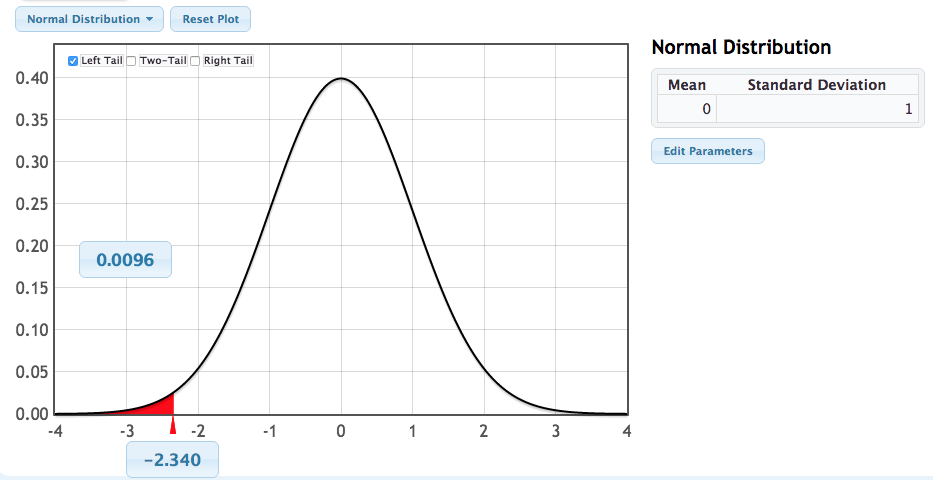 Normal Distribution Reset Plot
Normal Distribution
Left Tail Two-Tail Right Tail
Mean Standard Deviation
0 1
Edit Parameters
0.40
0.35
0.30
0.25
0.20
0.15
0.10
0.05
0.00
0.0096
-4 -3 -2 -1 0 1 2 3 4
-2.340